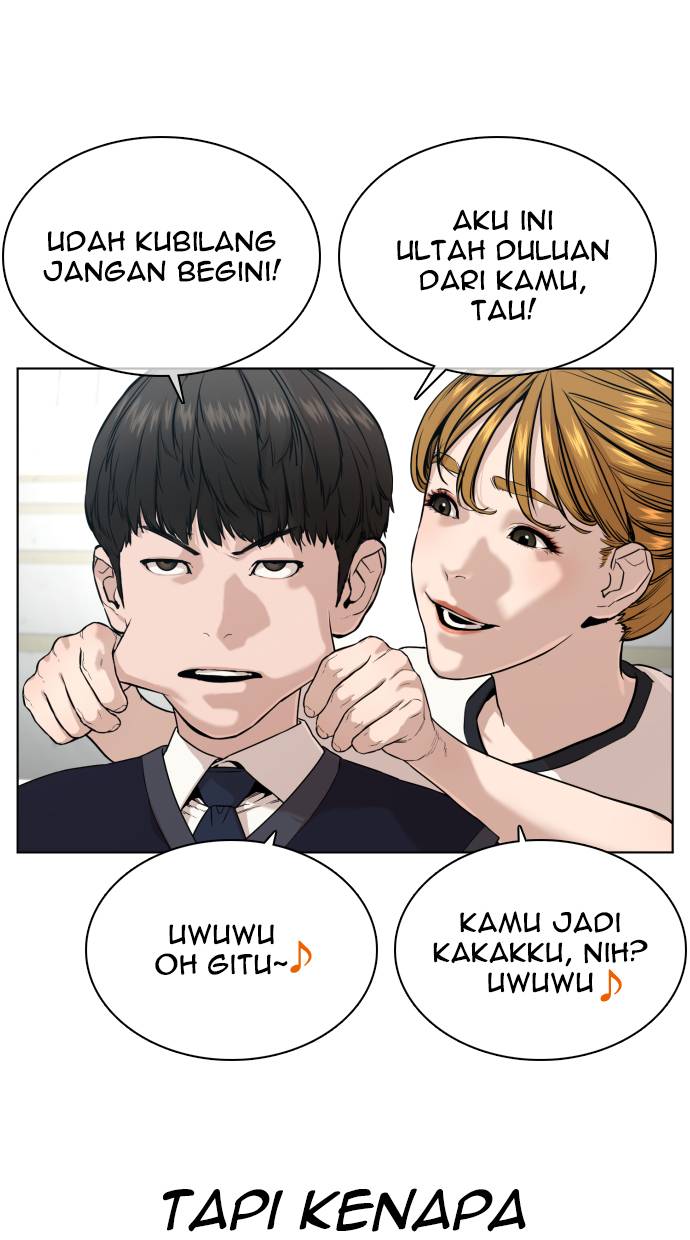 UDAH KUBILANG
JANGAN BEGINI!
AKU INI
ULTAH DULUAN
DARI KAMU,
TAU!
UWUWU
OH GITU~♪
KAMU JADI
KAKAKKU, NIH?
UWUWU♪
TAPI KENAPA